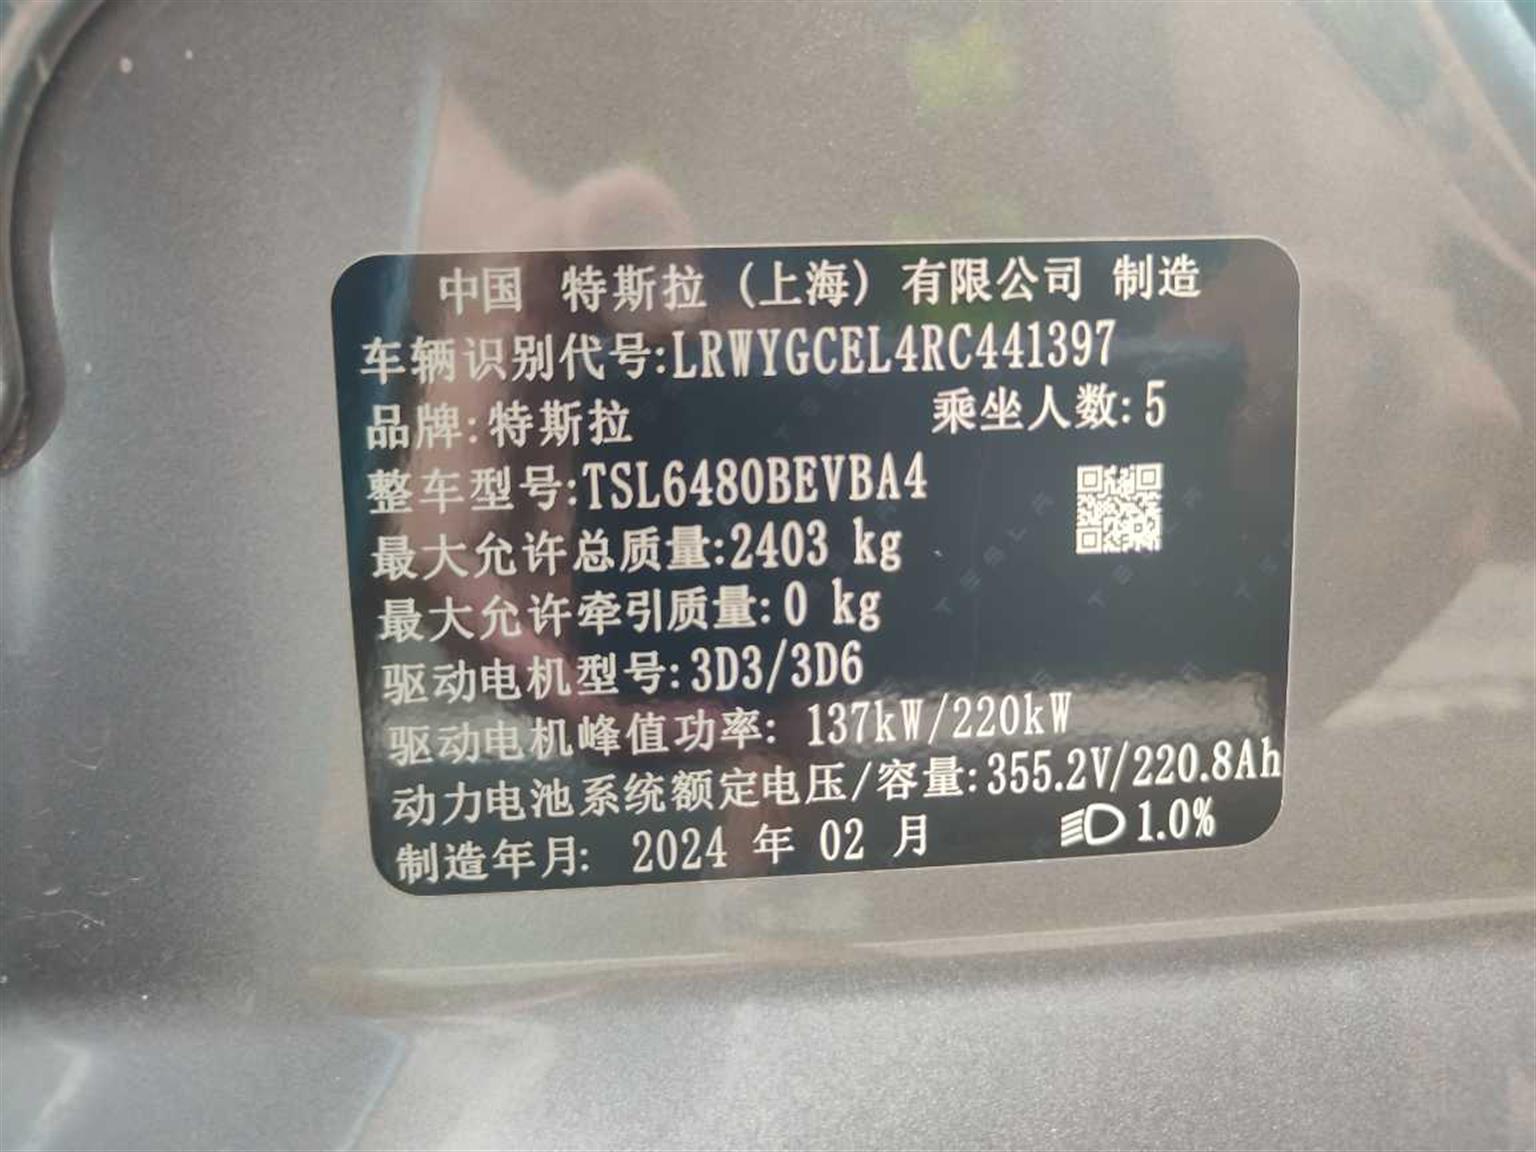 中国 特斯拉（上海）有限公司 制造
车辆识别代号:LRWYGCEL4RC441397
品牌:特斯拉 乘坐人数:5
整车型号:TSL6480BEVBA4
最大允许总质量:2403 kg
最大允许牵引质量:0 kg
驱动电机型号:3D3/3D6
驱动电机峰值功率: 137kW/220kW
动力电池系统额定电压/容量:355.2V/220.8Ah
制造年月: 2024 年 02 月 1.0%
TESLA
TESLA
TESLA